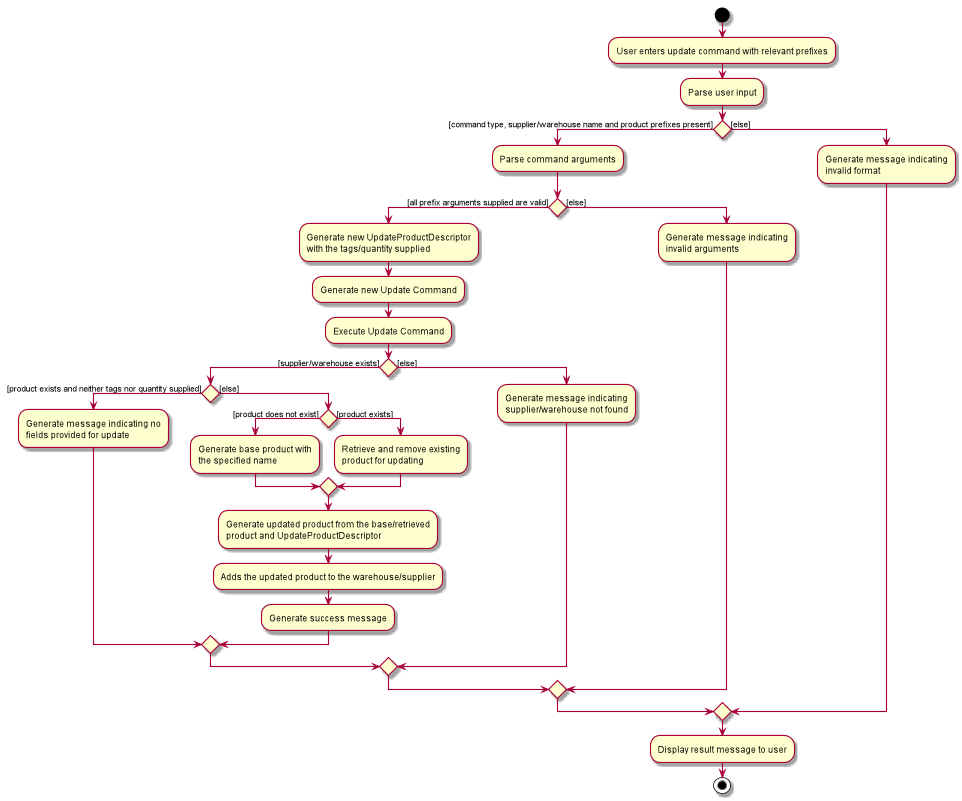 User enters update command with relevant prefixes
Parse user input
[command type, supplier/warehouse name and product prefixes present]
[else]
Parse command arguments
Generate message indicating
invalid format
[all prefix arguments supplied are valid]
[else]
Generate new UpdateProductDescriptor
with the tags/quantity supplied
Generate message indicating
invalid arguments
Generate new Update Command
Execute Update Command
[supplier/warehouse exists]
[else]
[product exists and neither tags nor quantity supplied]
[else]
Generate message indicating
supplier/warehouse not found
Generate message indicating no
fields provided for update
[product does not exist]
[product exists]
Generate base product with
the specified name
Retrieve and remove existing
product for updating
Generate updated product from the base/retrieved
product and UpdateProductDescriptor
Adds the updated product to the warehouse/supplier
Generate success message
Display result message to user